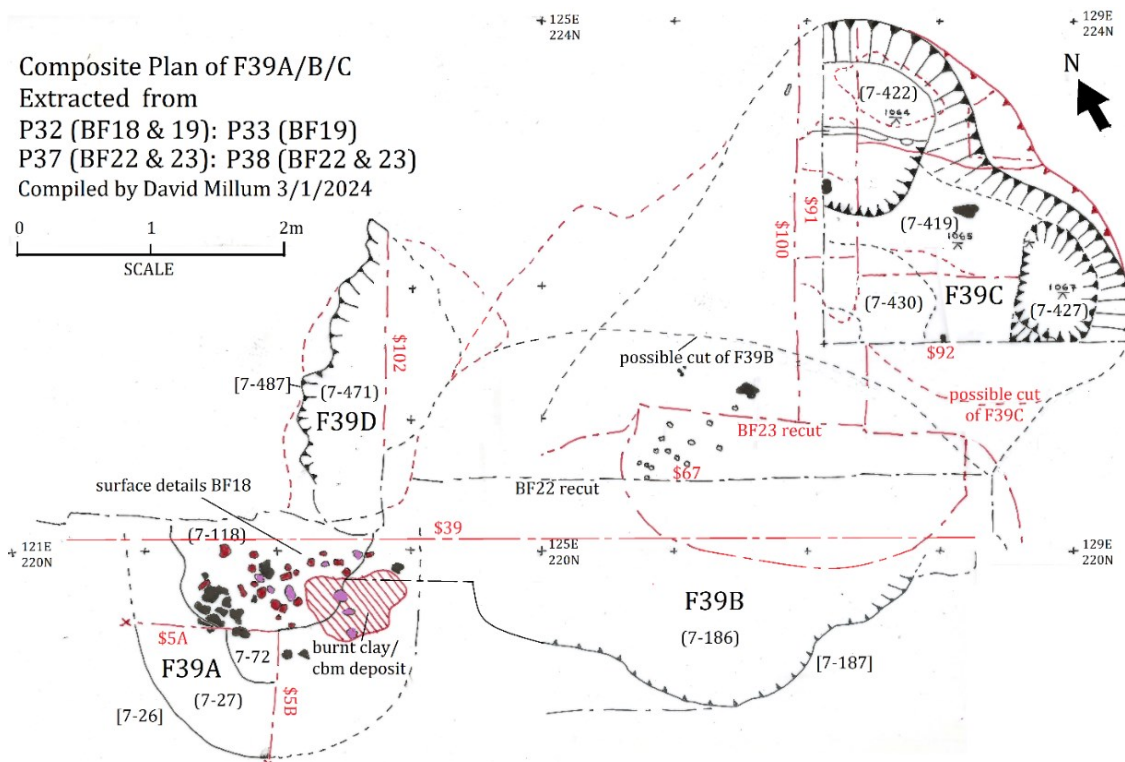 Composite Plan of F39A/B/C
Extracted from
P32 (BF18 & 19): P33 (BF19)
P37 (BF22 & 23): P38 (BF22 & 23)
Compiled by David Millum 3/1/2024
0 1 2m
SCALE
125E
224N
129E
224N
N
(7-422)
1064
$91
$100
(7-419)
1065
(7-430)
F39C
1067
(7-427)
$92
possible cut of F39B
possible cut
of F39C
$102
[7-487]
(7-471)
F39D
BF23 recut
$67
BF22 recut
surface details BF18
(7-118)
$39
121E
220N
125E
220N
129E
220N
$5A
F39A
7-72
burnt clay/
cbm deposit
(7-27)
$5B
[7-26]
F39B
(7-186)
[7-187]